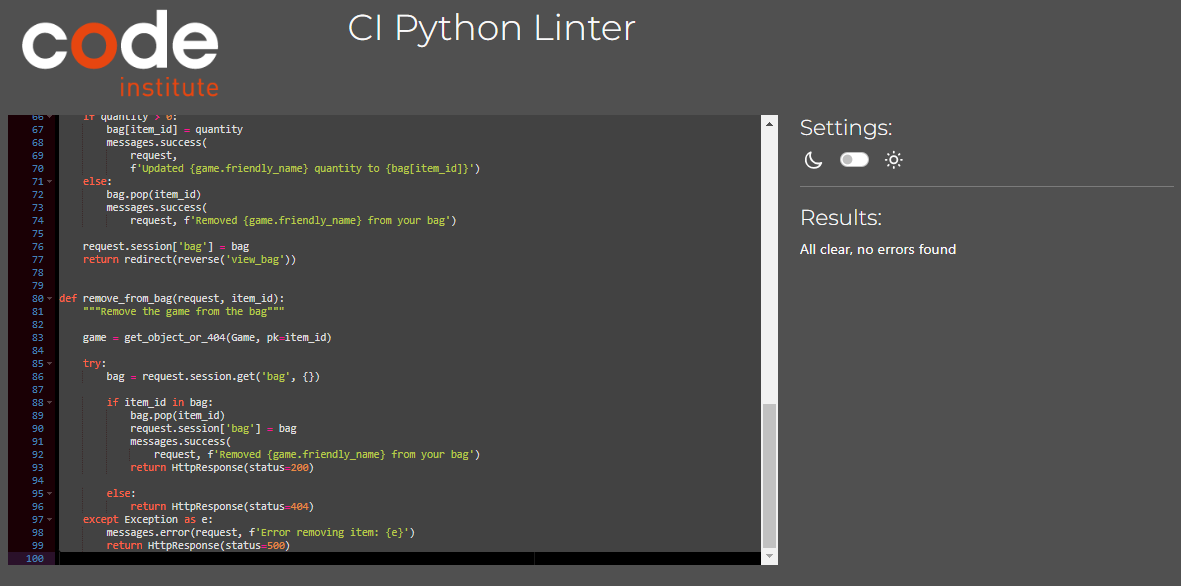 code
institute
CI Python Linter
66 if quantity > 0:
67 bag[item_id] = quantity
68 messages.success(
69 request,
70 f'Updated {game.friendly_name} quantity to {bag[item_id]}')
71 else:
72 bag.pop(item_id)
73 messages.success(
74 request, f'Removed {game.friendly_name} from your bag')
75
76 request.session['bag'] = bag
77 return redirect(reverse('view_bag'))
78
79
80 def remove_from_bag(request, item_id):
81 """Remove the game from the bag"""
82
83 game = get_object_or_404(Game, pk=item_id)
84
85 try:
86 bag = request.session.get('bag', {})
87
88 if item_id in bag:
89 bag.pop(item_id)
90 request.session['bag'] = bag
91 messages.success(
92 request, f'Removed {game.friendly_name} from your bag')
93 return HttpResponse(status=200)
94
95 else:
96 return HttpResponse(status=404)
97 except Exception as e:
98 messages.error(request, f'Error removing item: {e}')
99 return HttpResponse(status=500)
100
Settings:
Results:
All clear, no errors found